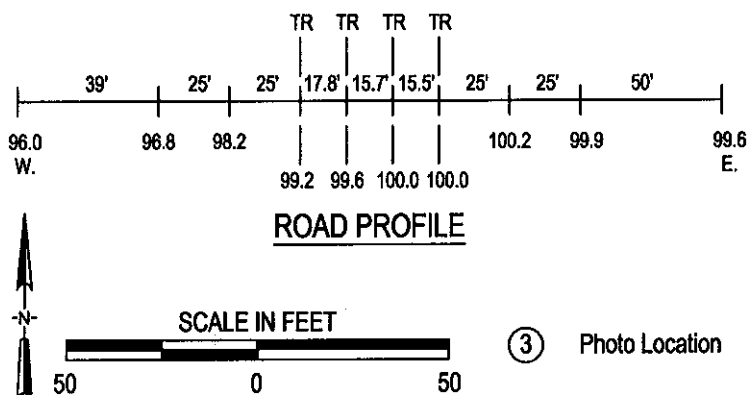 TR TR TR TR
39' 25' 25' 17.8' 15.7' 15.5' 25' 25' 50'
96.0 96.8 98.2 100.2 99.9 99.6
W. 99.2 99.6 100.0 100.0 E.
ROAD PROFILE
-N-
SCALE IN FEET
3 Photo Location
50 0 50